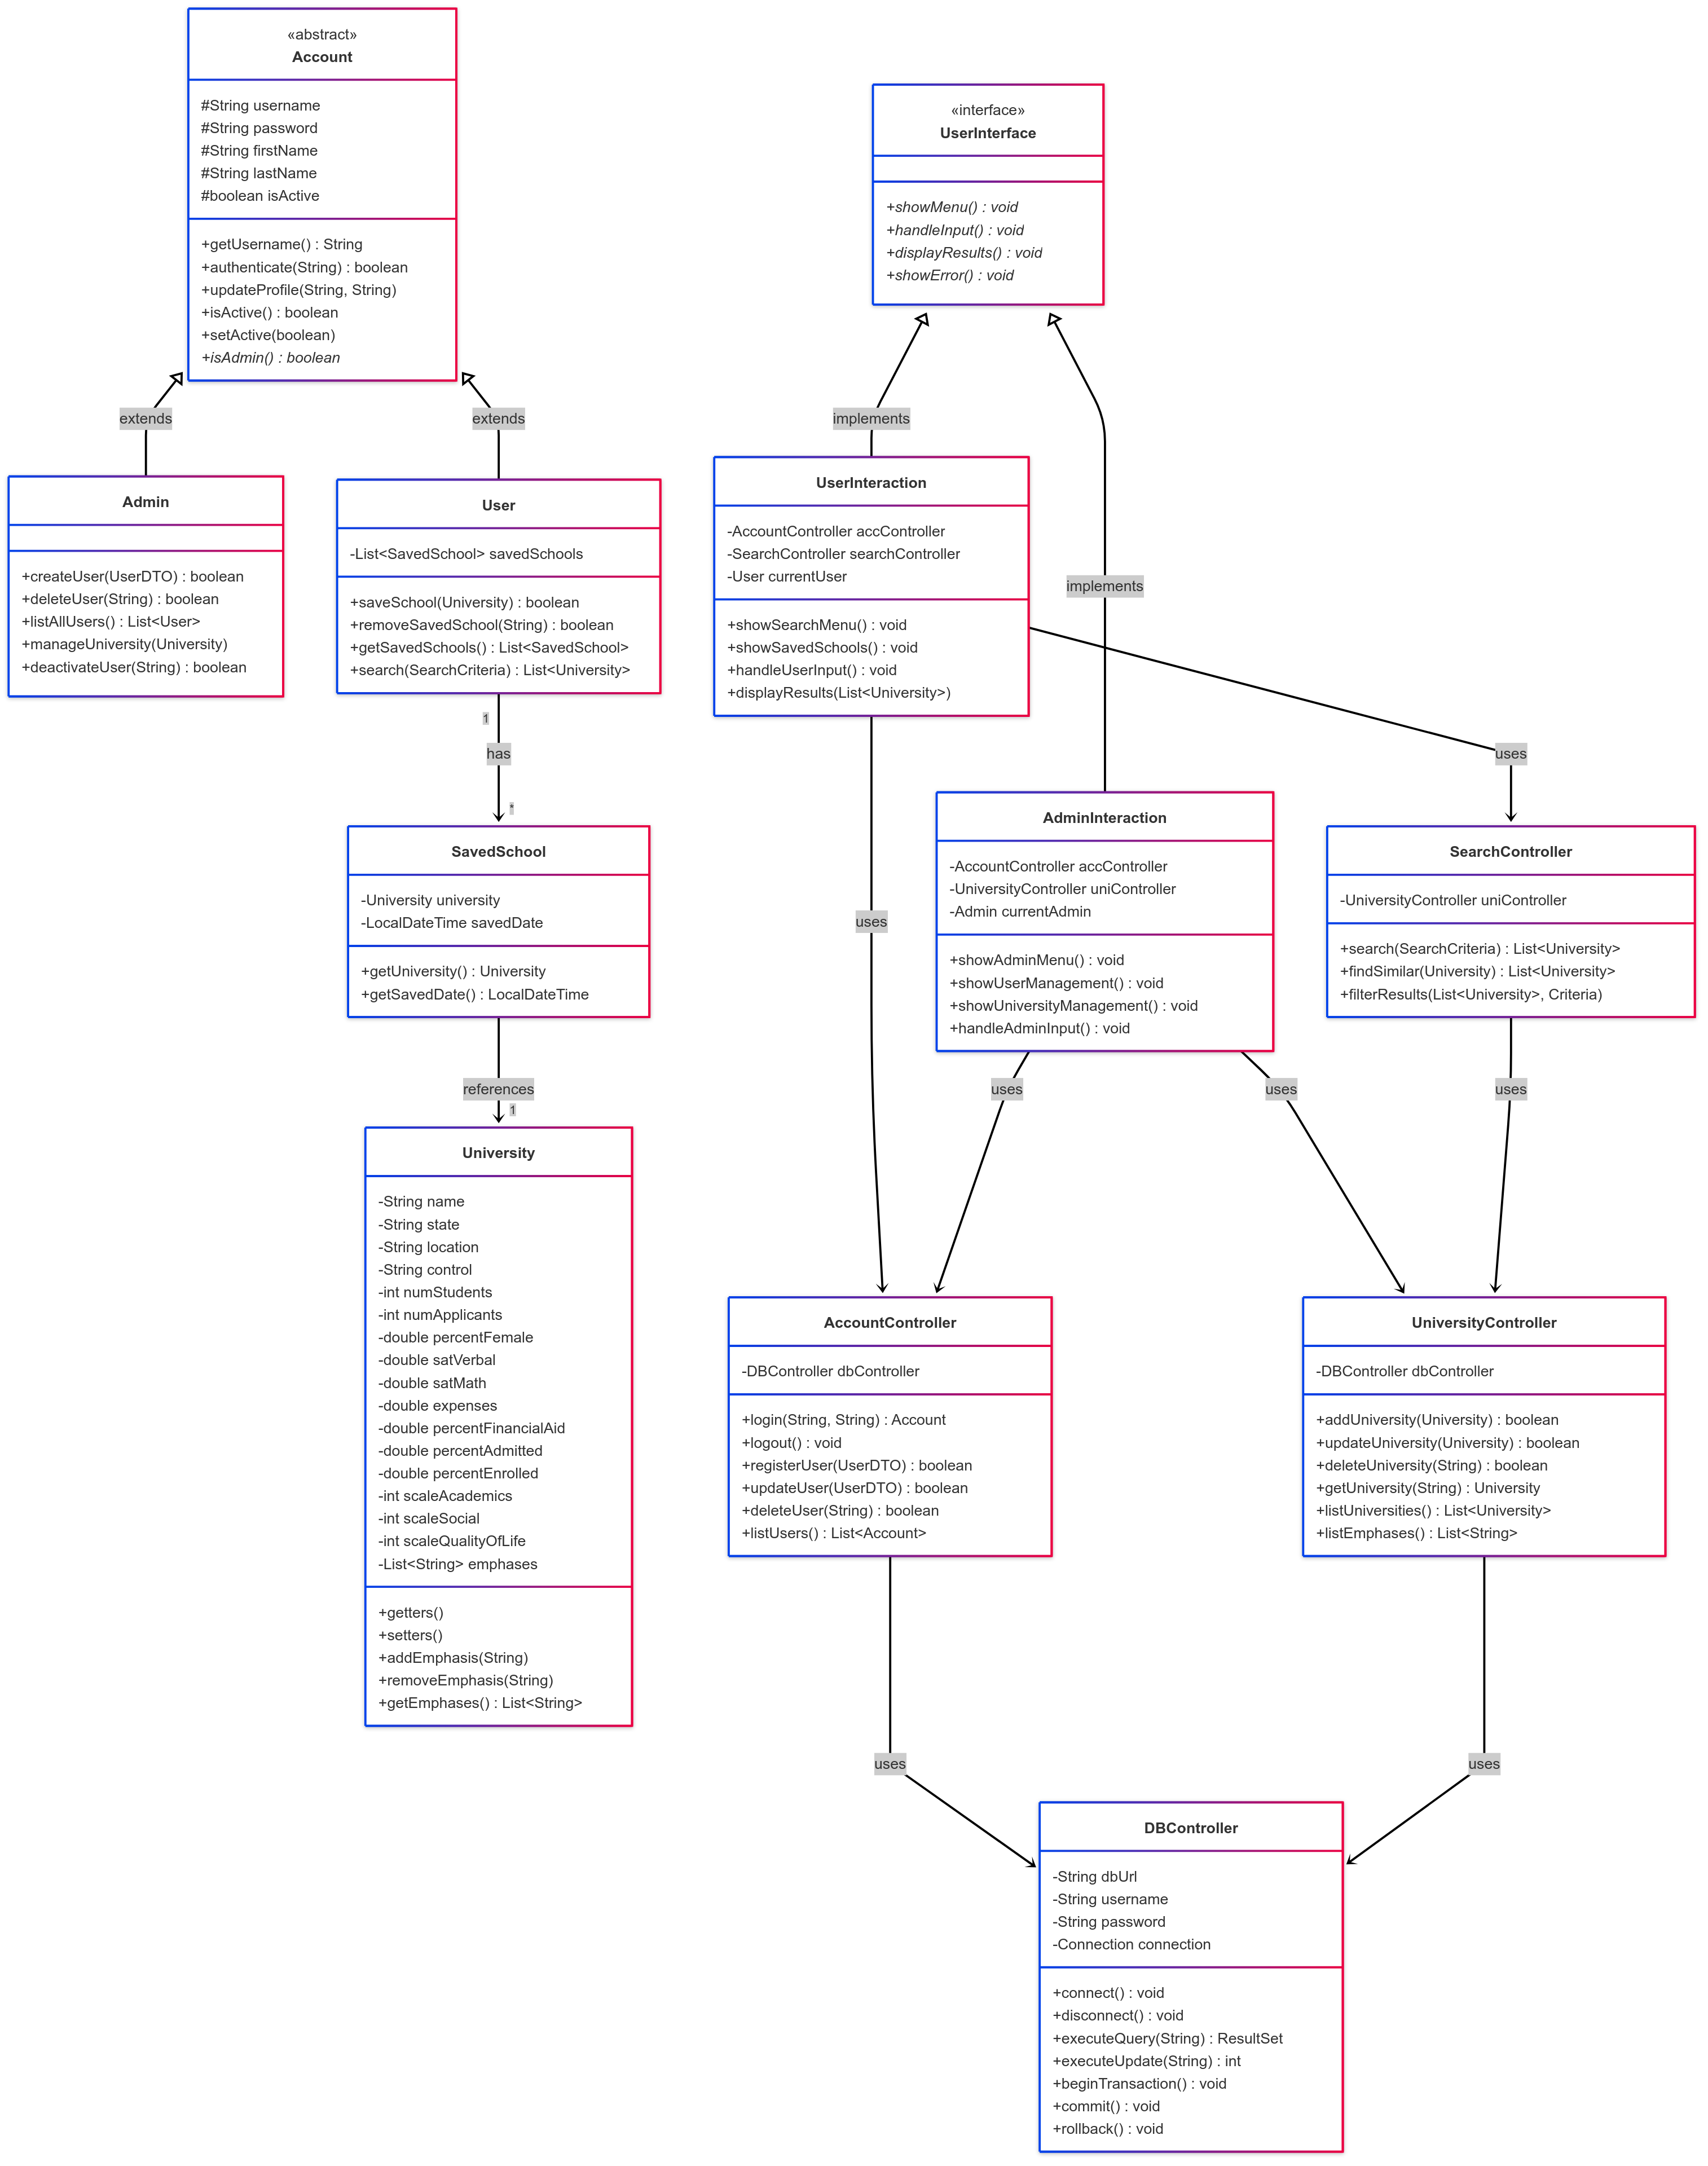 «abstract»
Account
#String username
#String password
#String firstName
#String lastName
#boolean isActive
+getUsername() : String
+authenticate(String) : boolean
+updateProfile(String, String)
+isActive() : boolean
+setActive(boolean)
+isAdmin() : boolean
«interface»
UserInterface
+showMenu() : void
+handleInput() : void
+displayResults() : void
+showError() : void
extends
extends
implements
implements
Admin
+createUser(UserDTO) : boolean
+deleteUser(String) : boolean
+listAllUsers() : List<User>
+manageUniversity(University)
+deactivateUser(String) : boolean
User
-List<SavedSchool> savedSchools
+saveSchool(University) : boolean
+removeSavedSchool(String) : boolean
+getSavedSchools() : List<SavedSchool>
+search(SearchCriteria) : List<University>
UserInteraction
-AccountController accController
-SearchController searchController
-User currentUser
+showSearchMenu() : void
+showSavedSchools() : void
+handleUserInput() : void
+displayResults(List<University>)
1
has
*
uses
uses
SavedSchool
-University university
-LocalDateTime savedDate
+getUniversity() : University
+getSavedDate() : LocalDateTime
AdminInteraction
-AccountController accController
-UniversityController uniController
-Admin currentAdmin
+showAdminMenu() : void
+showUserManagement() : void
+showUniversityManagement() : void
+handleAdminInput() : void
SearchController
-UniversityController uniController
+search(SearchCriteria) : List<University>
+findSimilar(University) : List<University>
+filterResults(List<University>, Criteria)
references
1
uses
uses
uses
University
-String name
-String state
-String location
-String control
-int numStudents
-int numApplicants
-double percentFemale
-double satVerbal
-double satMath
-double expenses
-double percentFinancialAid
-double percentAdmitted
-double percentEnrolled
-int scaleAcademics
-int scaleSocial
-int scaleQualityOfLife
-List<String> emphases
+getters()
+setters()
+addEmphasis(String)
+removeEmphasis(String)
+getEmphases() : List<String>
AccountController
-DBController dbController
+login(String, String) : Account
+logout() : void
+registerUser(UserDTO) : boolean
+updateUser(UserDTO) : boolean
+deleteUser(String) : boolean
+listUsers() : List<Account>
UniversityController
-DBController dbController
+addUniversity(University) : boolean
+updateUniversity(University) : boolean
+deleteUniversity(String) : boolean
+getUniversity(String) : University
+listUniversities() : List<University>
+listEmphases() : List<String>
uses
uses
DBController
-String dbUrl
-String username
-String password
-Connection connection
+connect() : void
+disconnect() : void
+executeQuery(String) : ResultSet
+executeUpdate(String) : int
+beginTransaction() : void
+commit() : void
+rollback() : void